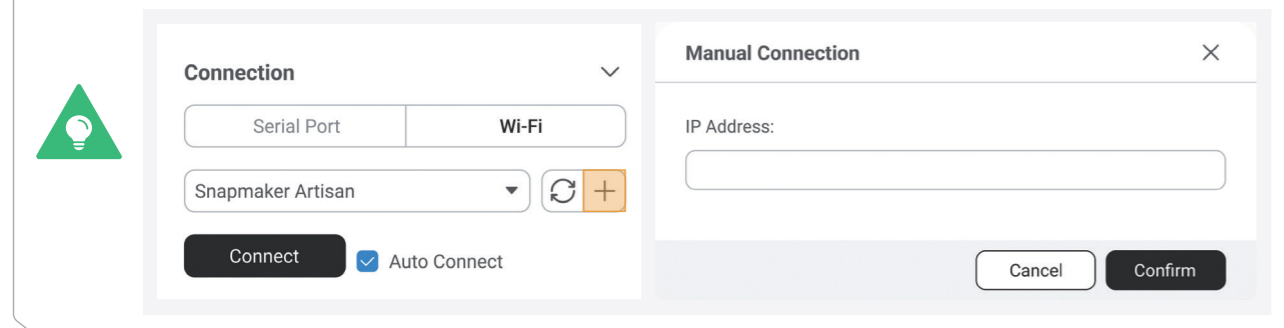 Connection
Serial Port
Wi-Fi
Snapmaker Artisan
Connect
Auto Connect
Manual Connection
IP Address:
Cancel
Confirm